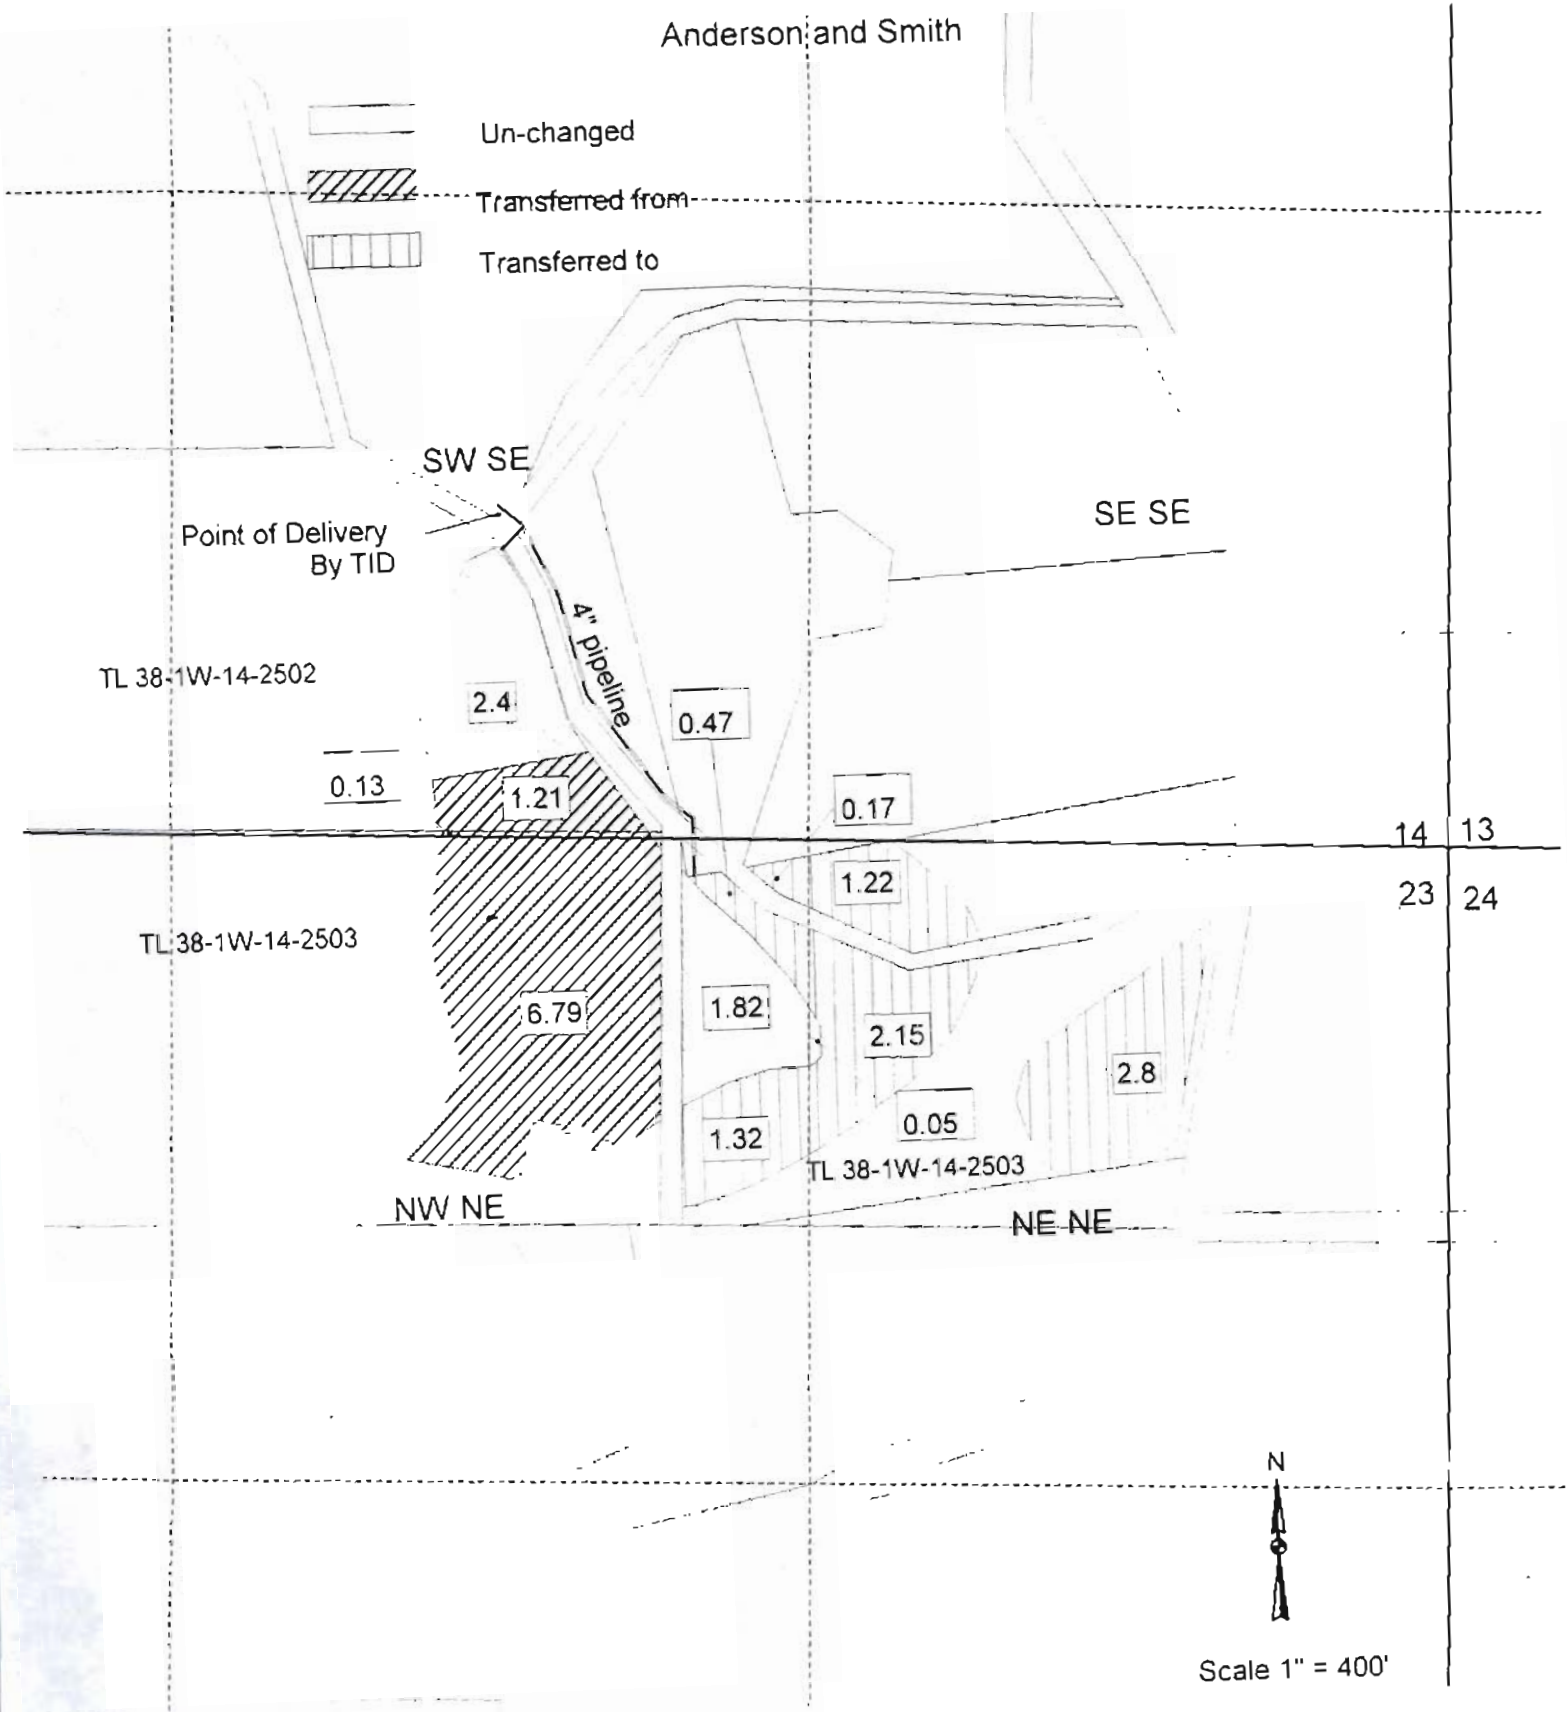 Anderson and Smith
Un-changed
Transferred from
Transferred to
SW SE
SE SE
Point of Delivery
By TID
4" pipeline
TL 38-1W-14-2502
2.4
0.47
0.13
1.21
0.17
14 13
23 24
1.22
TL 38-1W-14-2503
6.79
1.82
2.15
2.8
0.05
1.32
TL 38-1W-14-2503
NW NE
NE NE
N
Scale 1" = 400'